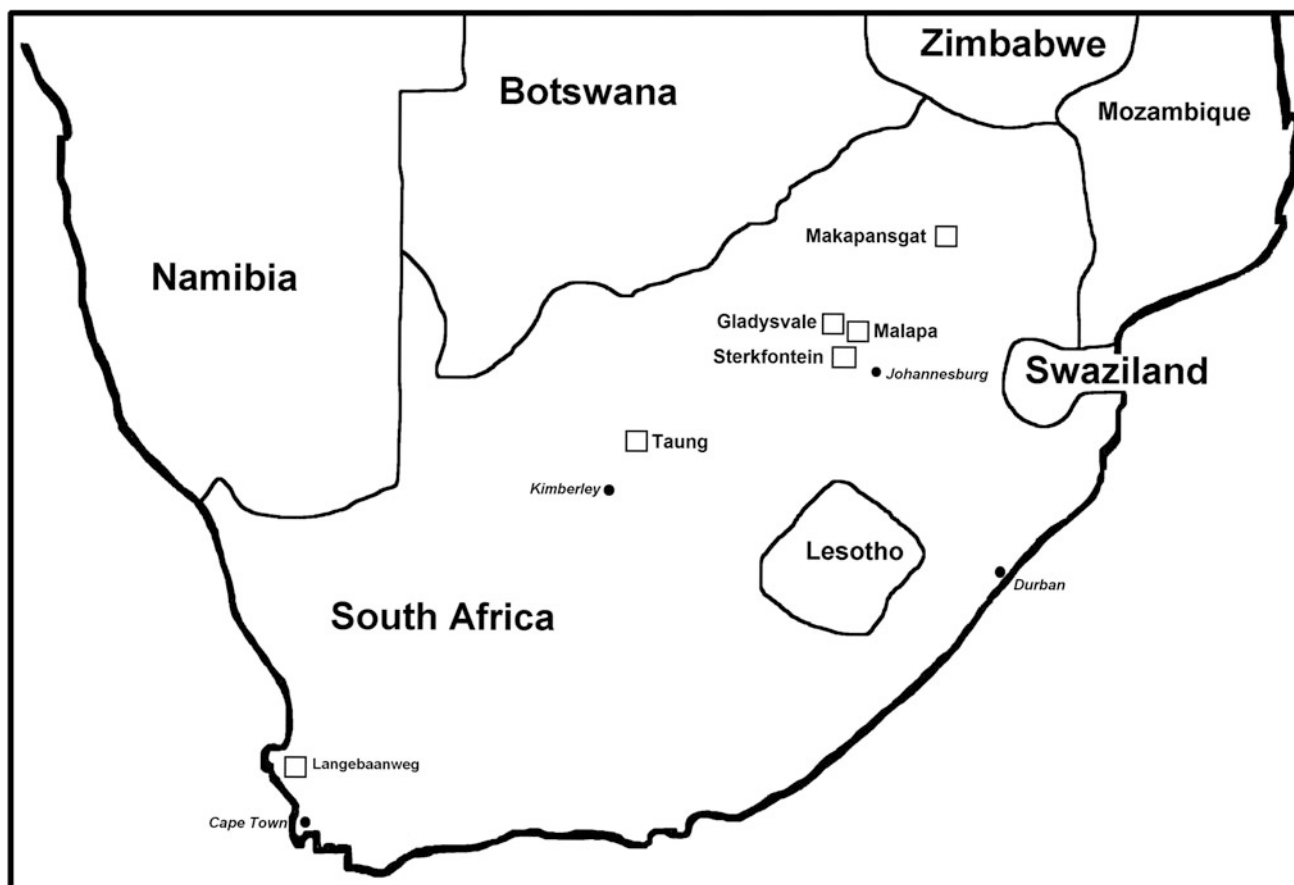 Zimbabwe
Botswana
Mozambique
Makapansgat
Namibia
Gladysvale
Malapa
Sterkfontein
Johannesburg
Swaziland
Taung
Kimberley
Lesotho
Durban
South Africa
Langebaanweg
Cape Town